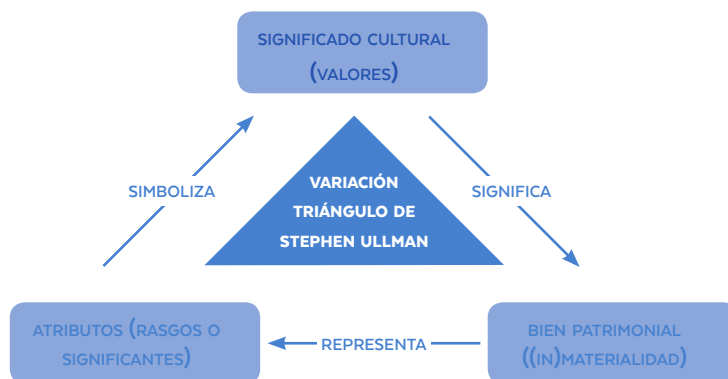 SIGNIFICADO CULTURAL
(VALORES)
SIMBOLIZA
VARIACIÓN
TRIÁNGULO DE
STEPHEN ULLMAN
SIGNIFICA
ATRIBUTOS (RASGOS O
SIGNIFICANTES)
REPRESENTA
BIEN PATRIMONIAL
((IN)MATERIALIDAD)